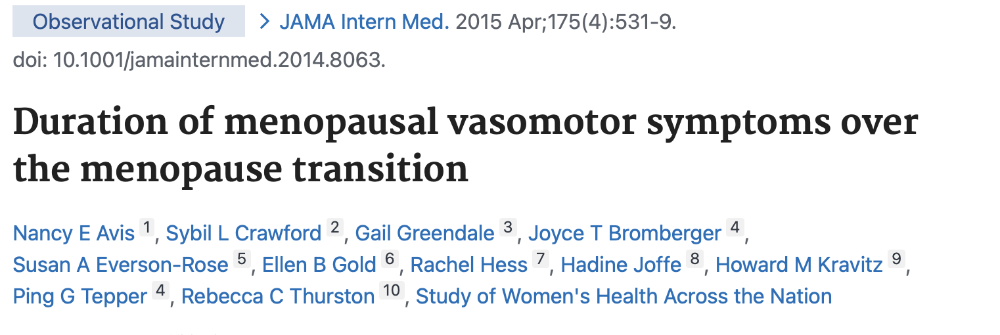 Observational Study > JAMA Intern Med. 2015 Apr;175(4):531-9.
doi: 10.1001/jamainternmed.2014.8063.
Duration of menopausal vasomotor symptoms over
the menopause transition
Nancy E Avis 1, Sybil L Crawford 2, Gail Greendale 3, Joyce T Bromberger 4,
Susan A Everson-Rose 5, Ellen B Gold 6, Rachel Hess 7, Hadine Joffe 8, Howard M Kravitz 9,
Ping G Tepper 4, Rebecca C Thurston 10, Study of Women's Health Across the Nation